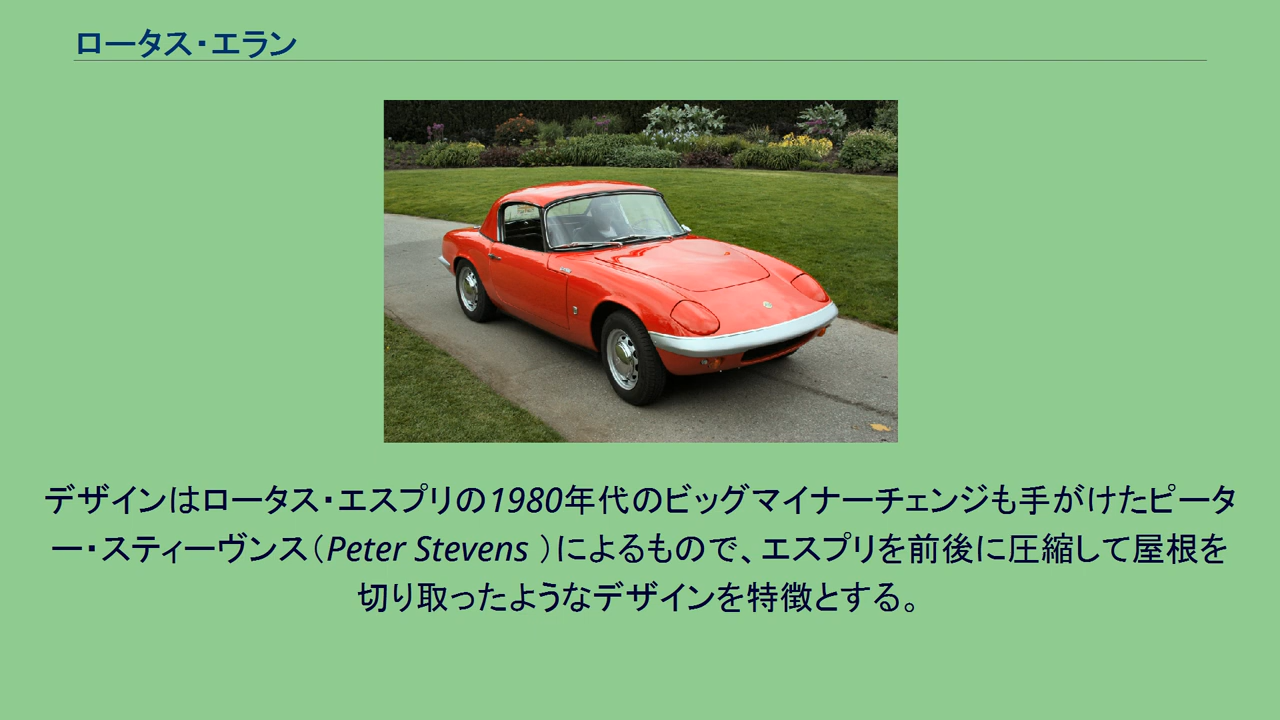 ロータス・エラン
デザインはロータス・エスプリの1980年代のビッグマイナーチェンジも手がけたピータ
ー・スティーヴンス（Peter Stevens ）によるもので、エスプリを前後に圧縮して屋根を
切り取ったようなデザインを特徴とする。